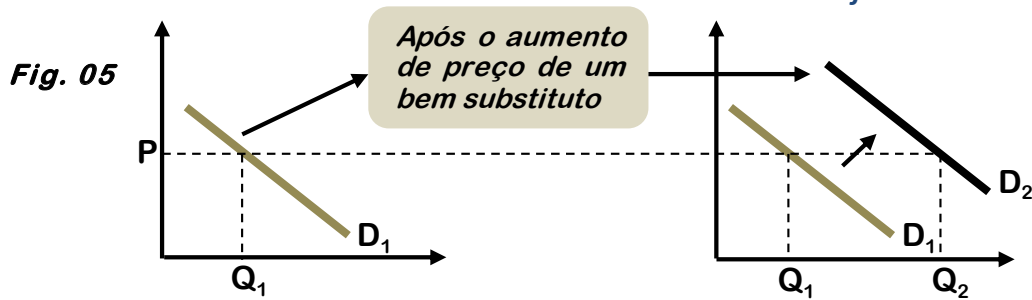 Após o aumento
de preço de um
bem substituto
Fig. 05
P
D₁
Q₁
D₂
D₁
Q₁
Q₂